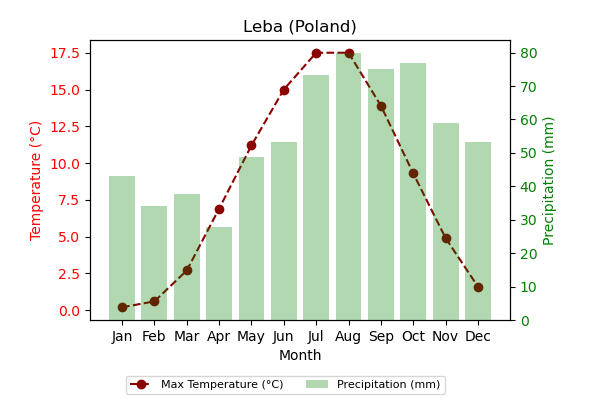 Leba (Poland)
17.5
15.0
12.5
10.0
7.5
5.0
2.5
0.0
Temperature (°C)
80
70
60
50
40
30
20
10
0
Precipitation (mm)
Jan Feb Mar Apr May Jun Jul Aug Sep Oct Nov Dec
Month
Max Temperature (°C) Precipitation (mm)